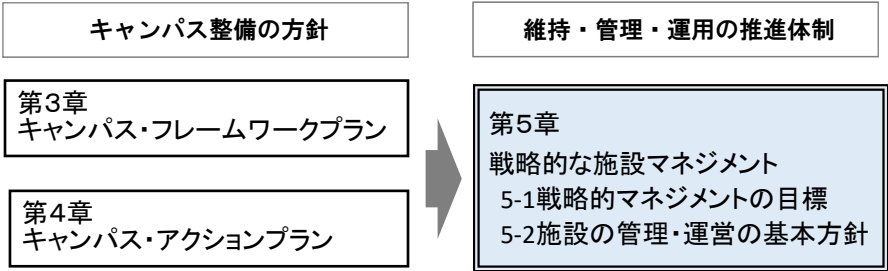 キャンパス整備の方針
維持・管理・運用の推進体制
第3章
キャンパス・フレームワークプラン
第4章
キャンパス・アクションプラン
第5章
戦略的な施設マネジメント
5-1戦略的マネジメントの目標
5-2施設の管理・運営の基本方針